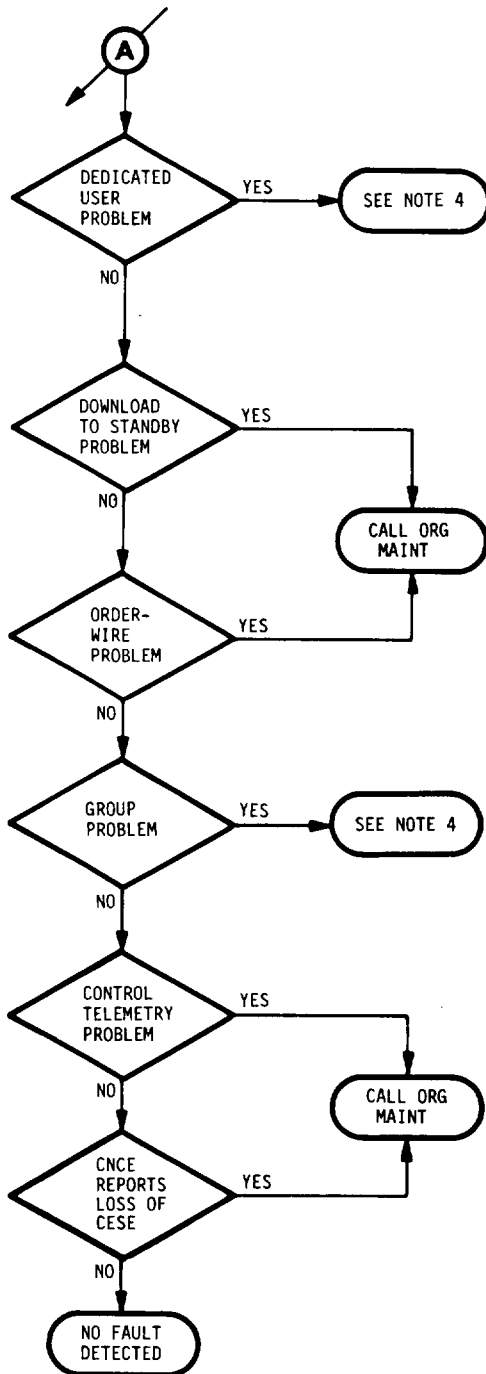 A
DEDICATED
USER
PROBLEM
YES
SEE NOTE 4
NO
DOWNLOAD
TO STANDBY
PROBLEM
YES
NO
CALL ORG
MAINT
ORDER-
WIRE
PROBLEM
YES
NO
GROUP
PROBLEM
YES
SEE NOTE 4
NO
CONTROL
TELEMETRY
PROBLEM
YES
NO
CALL ORG
MAINT
CNCE
REPORTS
LOSS OF
CESE
YES
NO
NO FAULT
DETECTED